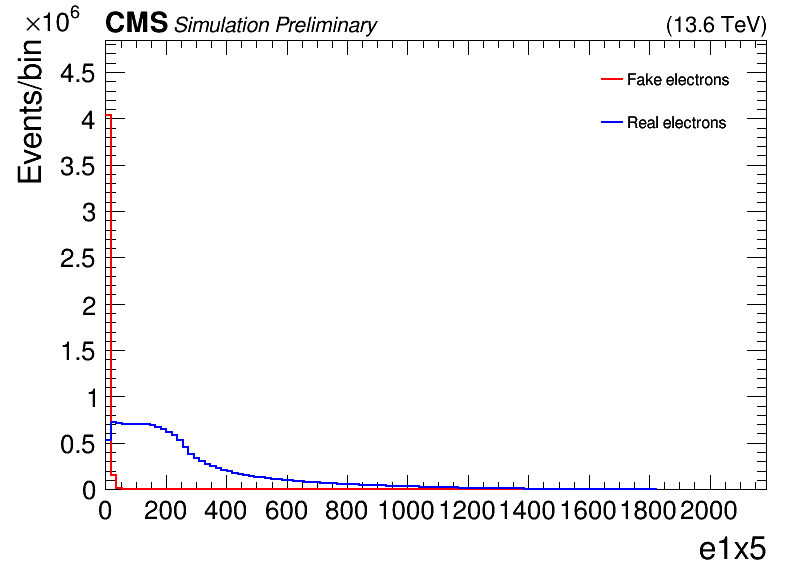 ×10⁶
CMS Simulation Preliminary (13.6 TeV)
Events/bin
4.5
4
3.5
3
2.5
2
1.5
1
0.5
0
Fake electrons
Real electrons
0 200 400 600 800 1000 1200 1400 1600 1800 2000
e1x5